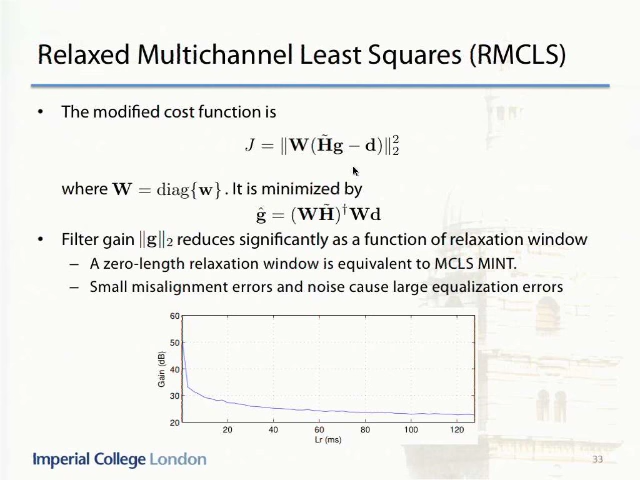 Relaxed Multichannel Least Squares (RMCLS)
• The modified cost function is
J = ‖W(H̃g − d)‖₂²
where W = diag{w}. It is minimized by
ĝ = (WH̃)†Wd
• Filter gain ‖g‖₂ reduces significantly as a function of relaxation window
– A zero-length relaxation window is equivalent to MCLS MINT.
– Small misalignment errors and noise cause large equalization errors
60
50
40
30
20
Gain (dB)
20 40 60 80 100 120
Lr (ms)
Imperial College London
33